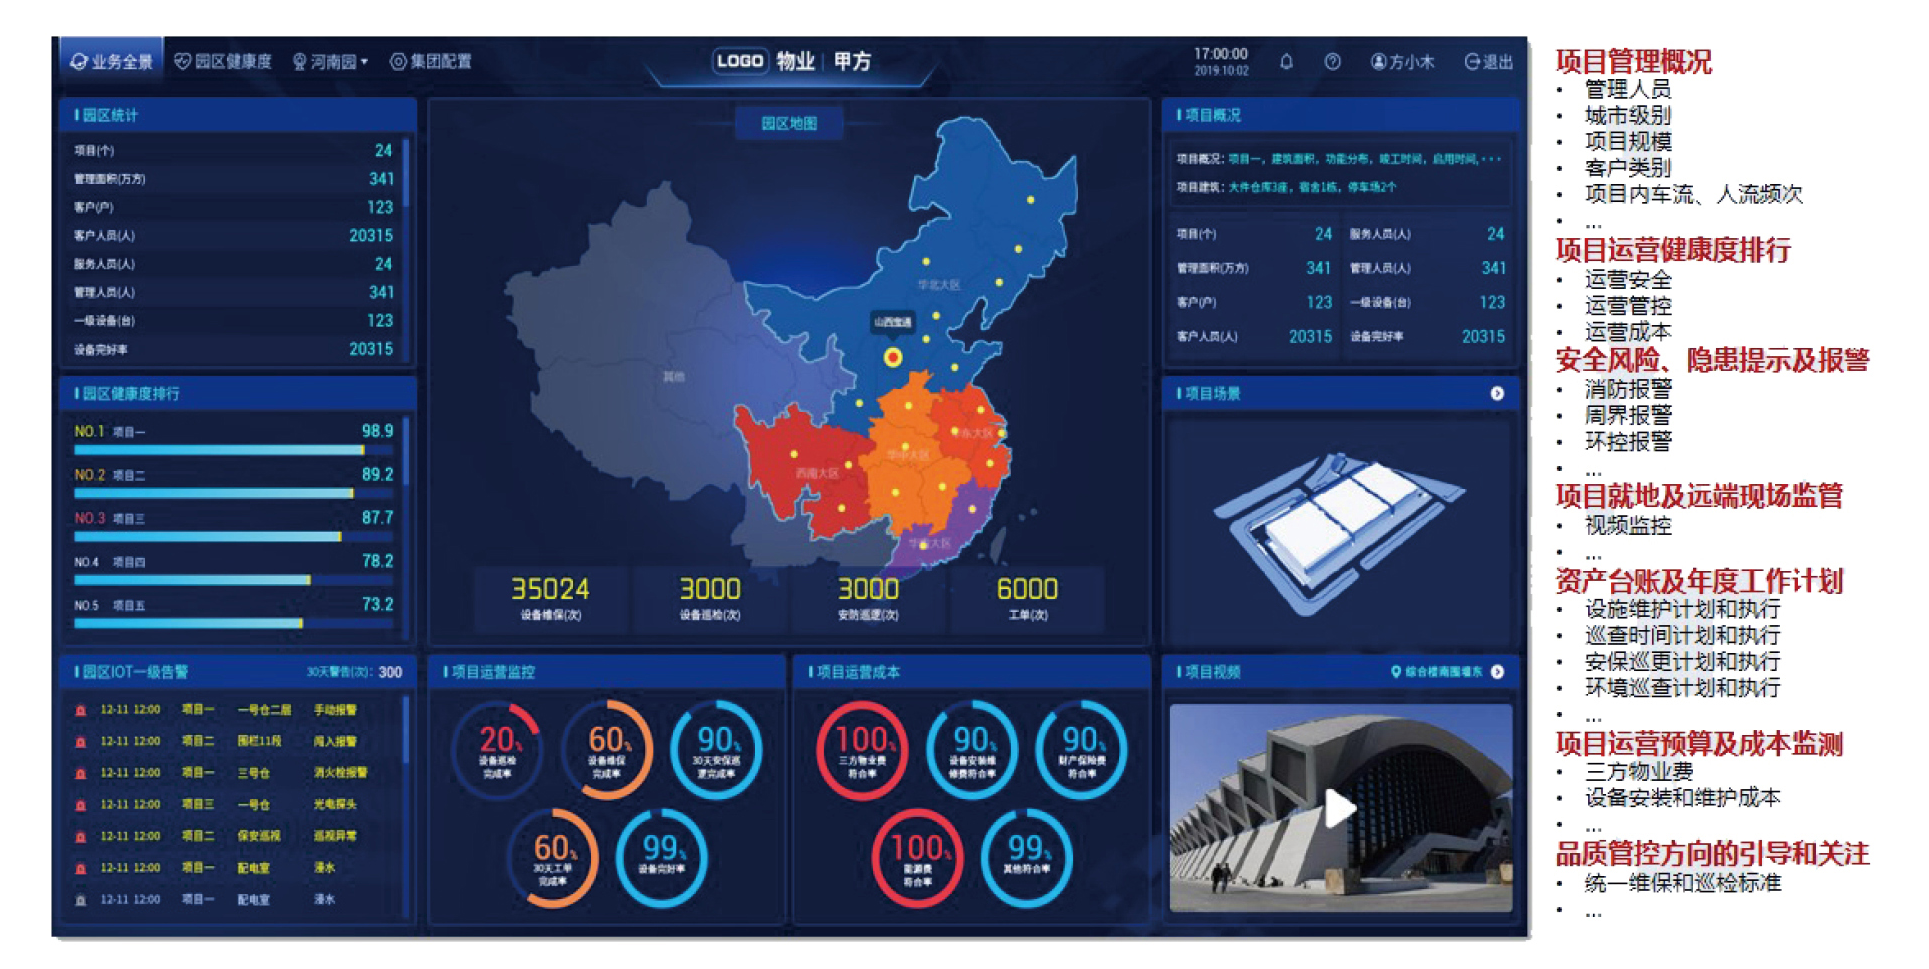 业务全景 园区健康度 河南园 集团配置
LOGO 物业 甲方
17:00:00
2019.10.02
方小木 退出
园区统计
项目(个) 24
管理面积(万方) 341
客户(户) 123
客户人员(人) 20315
服务人员(人) 24
管理人员(人) 341
一级设备(台) 123
设备完好率 20315
园区健康度排行
NO.1 项目一 98.9
NO.2 项目二 89.2
NO.3 项目三 87.7
NO.4 项目四 78.2
NO.5 项目五 73.2
园区IOT一级告警 30天警告(次): 300
12-11 12:00 项目一 一号仓二层 手动报警
12-11 12:00 项目二 围栏11段 闯入报警
12-11 12:00 项目一 三号仓 消火栓报警
12-11 12:00 项目三 一号仓 光电探头
12-11 12:00 项目二 保安巡视 巡视异常
12-11 12:00 项目一 配电室 浸水
12-11 12:00 项目一 配电室 浸水
园区地图
华北大区
山西宝通
其他
华东大区
华中大区
西南大区
华南大区
35024 3000 3000 6000
设备维保(次) 设备巡检(次) 安防巡逻(次) 工单(次)
项目运营监控
20%
设备巡检
完成率
60%
设备维保
完成率
90%
30天安保巡
更完成率
60%
30天工单
完成率
99%
设备完好率
项目运营成本
100%
三方物业费
符合率
90%
设备安装维
修费符合率
90%
财产保险费
符合率
100%
能源费
符合率
99%
其他符合率
项目概况
项目概况: 项目一, 建筑面积, 功能分布, 竣工时间, 启用时间, ···
项目建筑: 大件仓库3座, 宿舍1栋, 停车场2个
项目(个) 24 服务人员(人) 24
管理面积(万方) 341 管理人员(人) 341
客户(户) 123 一级设备(台) 123
客户人员(人) 20315 设备完好率 20315
项目场景
项目视频 综合楼南围墙东
项目管理概况
• 管理人员
• 城市级别
• 项目规模
• 客户类别
• 项目内车流、人流频次
• ...
项目运营健康度排行
• 运营安全
• 运营管控
• 运营成本
安全风险、隐患提示及报警
• 消防报警
• 周界报警
• 环控报警
• ...
项目就地及远端现场监管
• 视频监控
• ...
资产台账及年度工作计划
• 设施维护计划和执行
• 巡查时间计划和执行
• 安保巡更计划和执行
• 环境巡查计划和执行
• ...
项目运营预算及成本监测
• 三方物业费
• 设备安装和维护成本
• ...
品质管控方向的引导和关注
• 统一维保和巡检标准
• ...